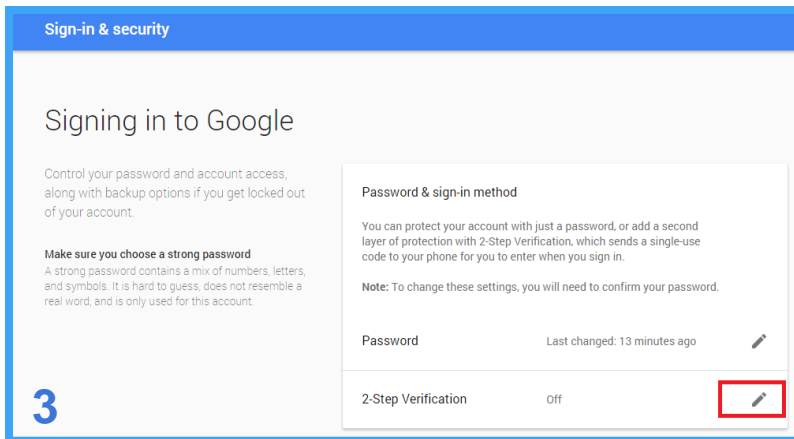 Sign-in & security
Signing in to Google
Control your password and account access,
along with backup options if you get locked out
of your account.
Make sure you choose a strong password
A strong password contains a mix of numbers, letters,
and symbols. It is hard to guess, does not resemble a
real word, and is only used for this account.
Password & sign-in method
You can protect your account with just a password, or add a second
layer of protection with 2-Step Verification, which sends a single-use
code to your phone for you to enter when you sign in.
Note: To change these settings, you will need to confirm your password.
Password Last changed: 13 minutes ago
2-Step Verification Off
3